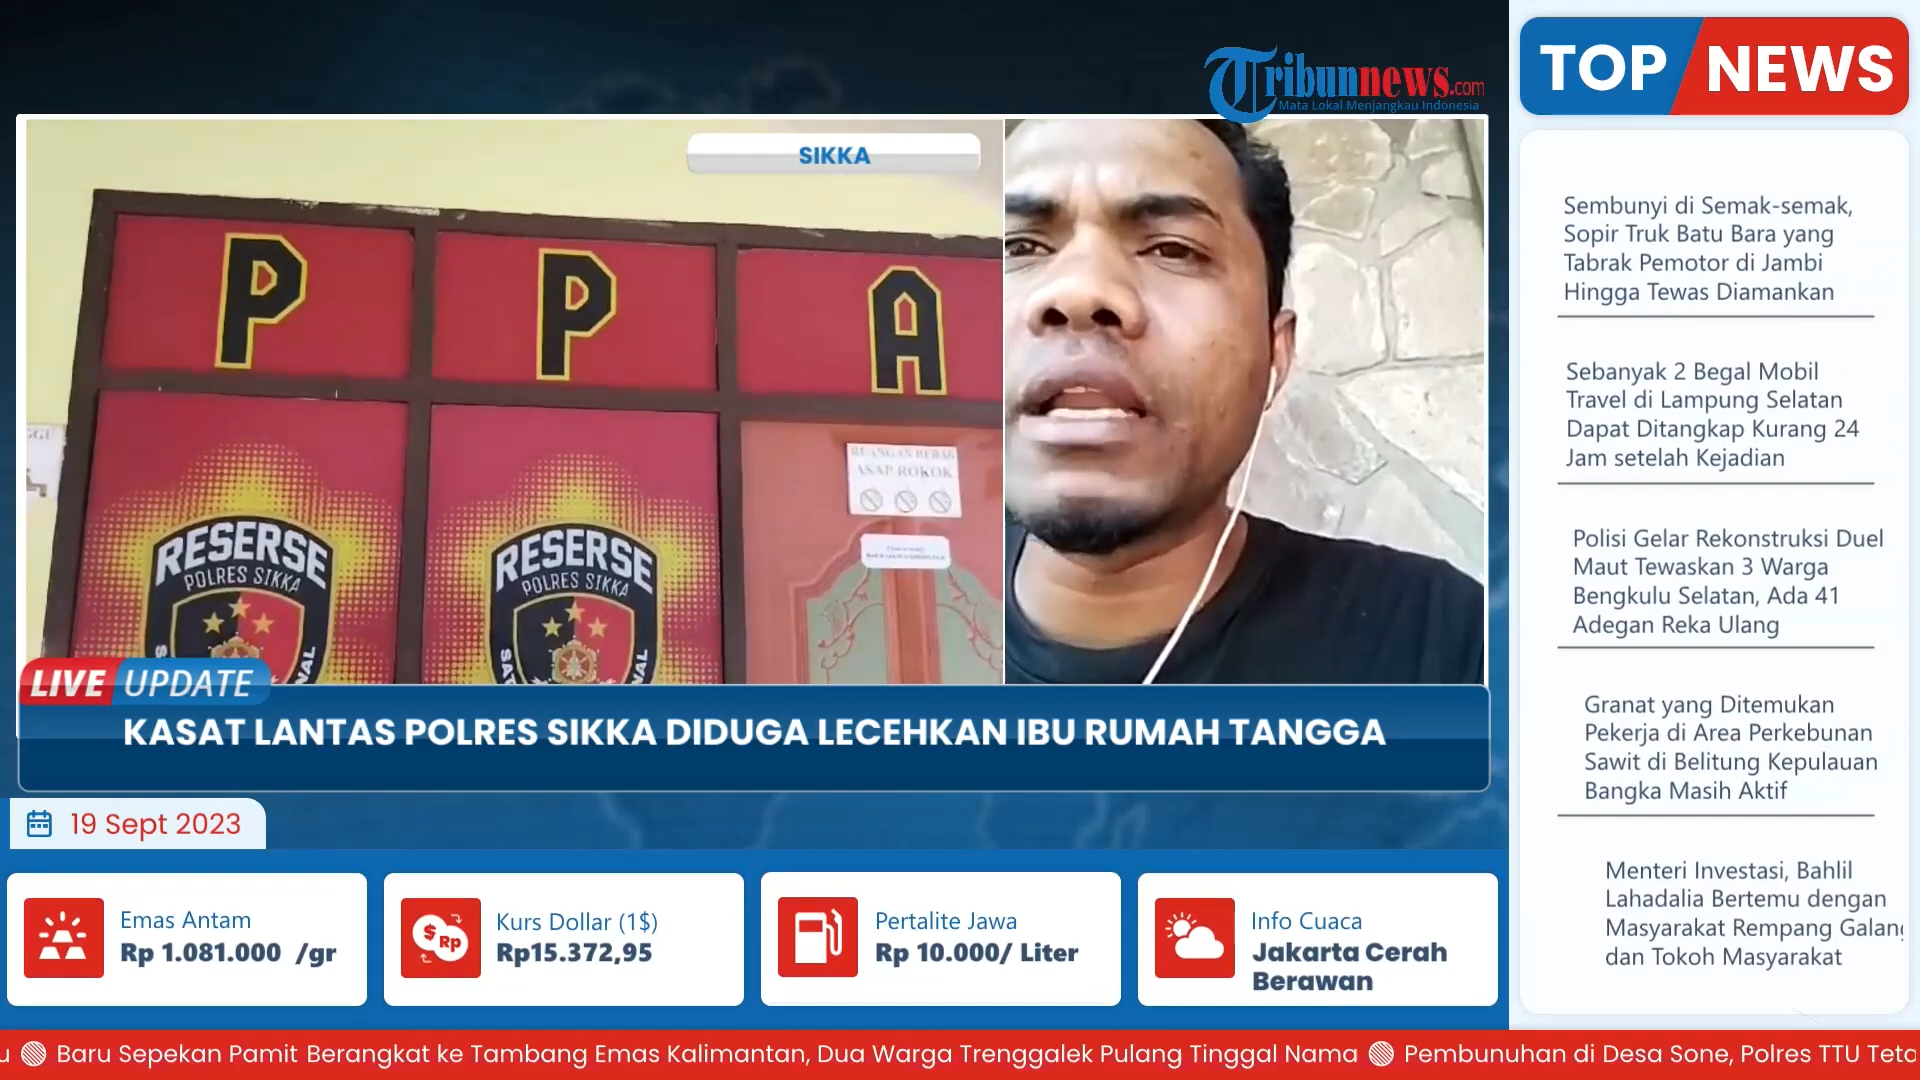 Tribunnews.com
Mata Lokal Menjangkau Indonesia
TOP NEWS
SIKKA
P P A
RUANGAN BEBAS
ASAP ROKOK
RESERSE
POLRES SIKKA
RESERSE
POLRES SIKKA
LIVE UPDATE
KASAT LANTAS POLRES SIKKA DIDUGA LECEHKAN IBU RUMAH TANGGA
19 Sept 2023
Emas Antam
Rp 1.081.000 /gr
Kurs Dollar (1$)
Rp15.372,95
$ Rp
Pertalite Jawa
Rp 10.000/ Liter
Info Cuaca
Jakarta Cerah
Berawan
Sembunyi di Semak-semak,
Sopir Truk Batu Bara yang
Tabrak Pemotor di Jambi
Hingga Tewas Diamankan
Sebanyak 2 Begal Mobil
Travel di Lampung Selatan
Dapat Ditangkap Kurang 24
Jam setelah Kejadian
Polisi Gelar Rekonstruksi Duel
Maut Tewaskan 3 Warga
Bengkulu Selatan, Ada 41
Adegan Reka Ulang
Granat yang Ditemukan
Pekerja di Area Perkebunan
Sawit di Belitung Kepulauan
Bangka Masih Aktif
Menteri Investasi, Bahlil
Lahadalia Bertemu dengan
Masyarakat Rempang Galang
dan Tokoh Masyarakat
u Baru Sepekan Pamit Berangkat ke Tambang Emas Kalimantan, Dua Warga Trenggalek Pulang Tinggal Nama Pembunuhan di Desa Sone, Polres TTU Teta